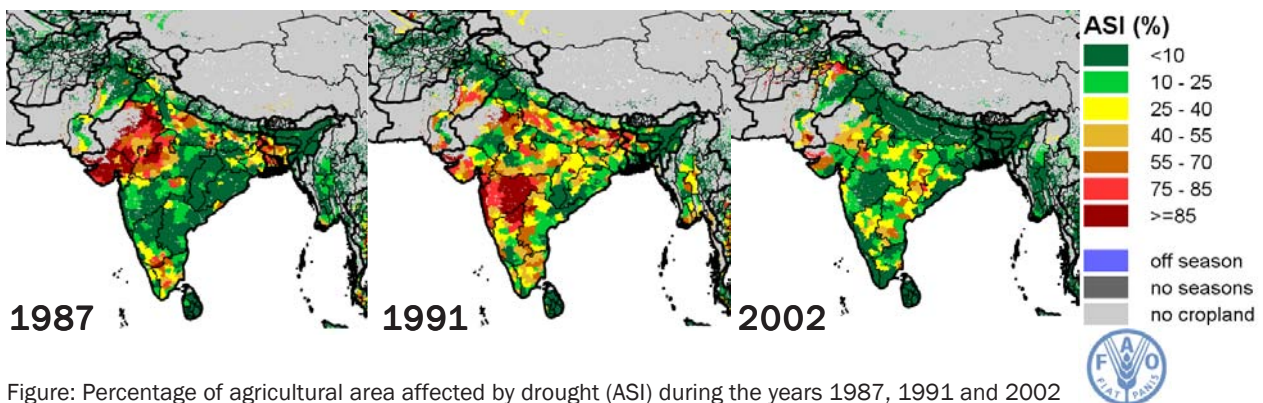 ASI (%)
<10
10 - 25
25 - 40
40 - 55
55 - 70
75 - 85
>=85
off season
no seasons
no cropland
1987
1991
2002
F A O
FIAT PANIS
Figure: Percentage of agricultural area affected by drought (ASI) during the years 1987, 1991 and 2002